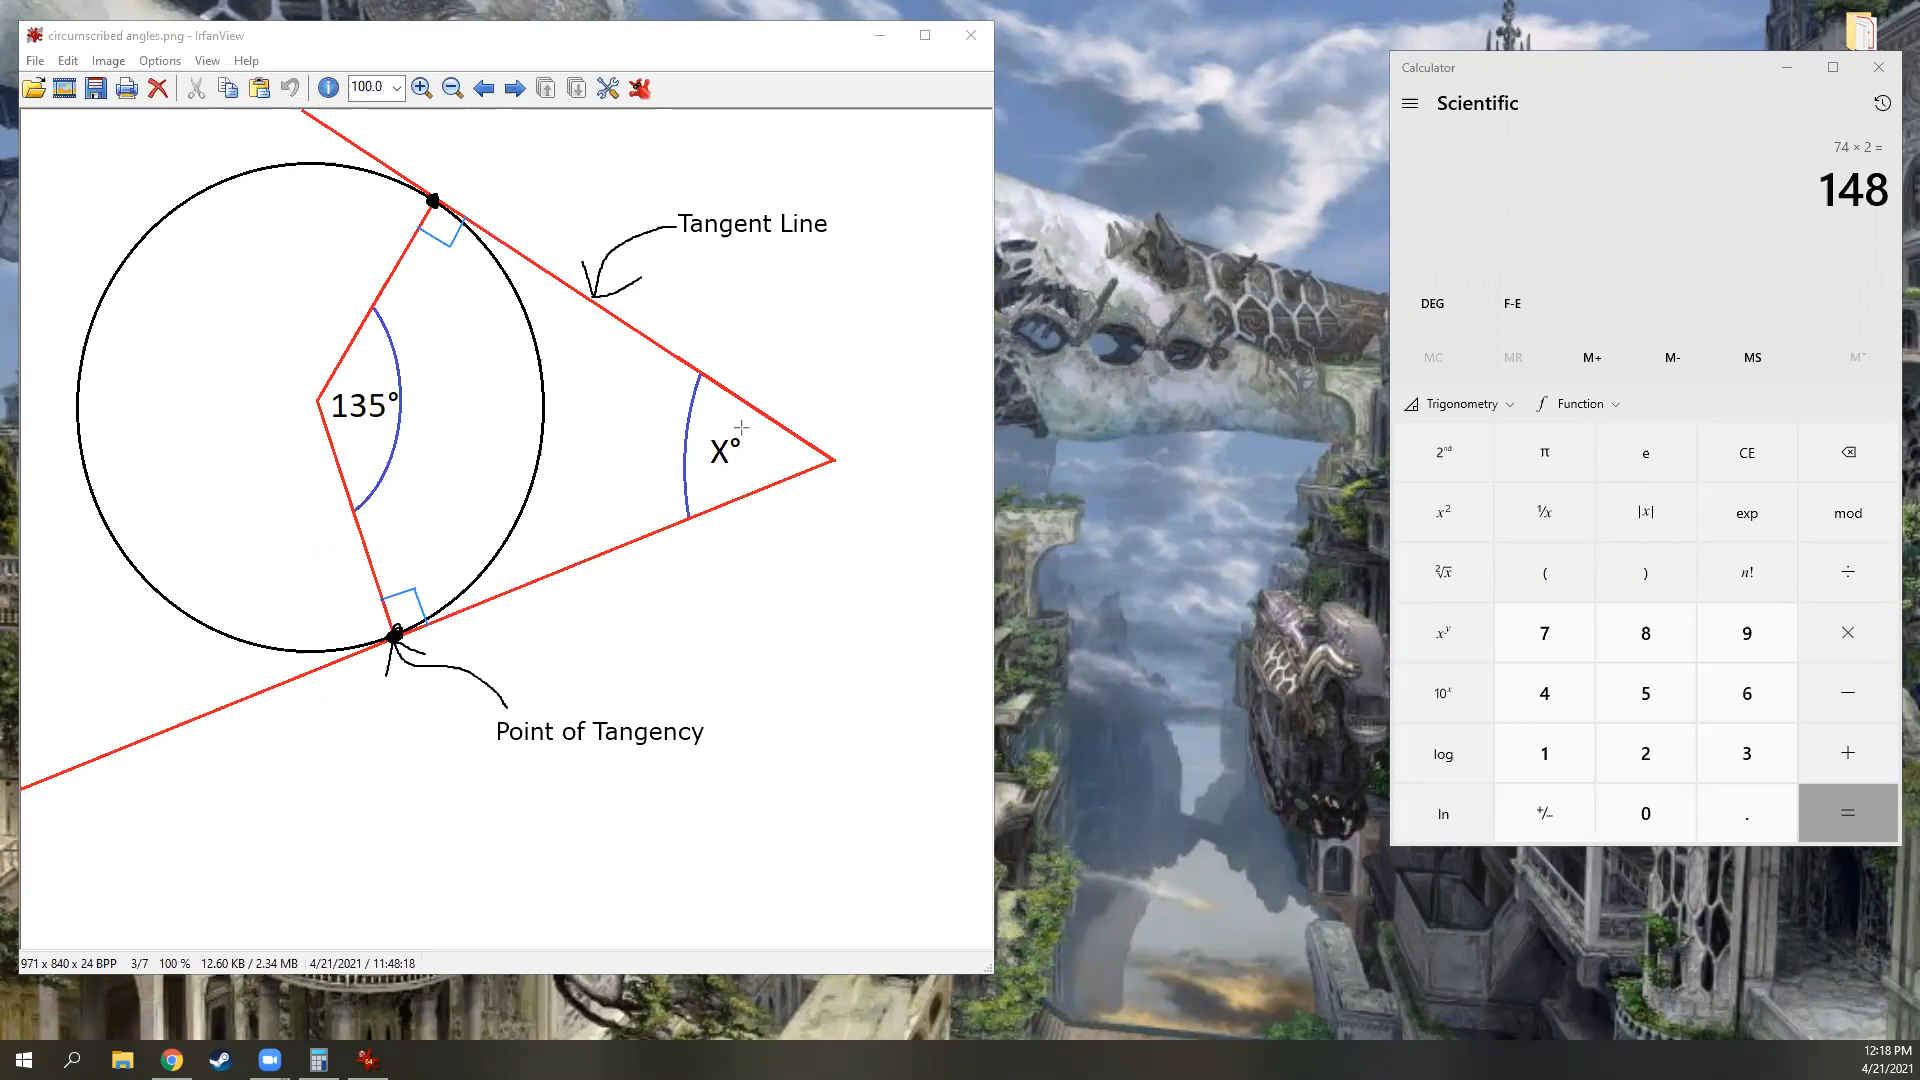 circumscribed angles.png - IrfanView
File Edit Image Options View Help
100.0
Tangent Line
135°
X°
Point of Tangency
971 x 840 x 24 BPP 3/7 100 % 12.60 KB / 2.34 MB 4/21/2021 / 11:48:18
Calculator
Scientific
74 × 2 =
148
DEG F-E
MC MR M+ M- MS M˅
Trigonometry f Function
2nd π e CE
x² ¹/x |x| exp mod
²√x ( ) n! ÷
xʸ 7 8 9 ×
10ˣ 4 5 6 −
log 1 2 3 +
ln +/− 0 . =
64
12:18 PM
4/21/2021